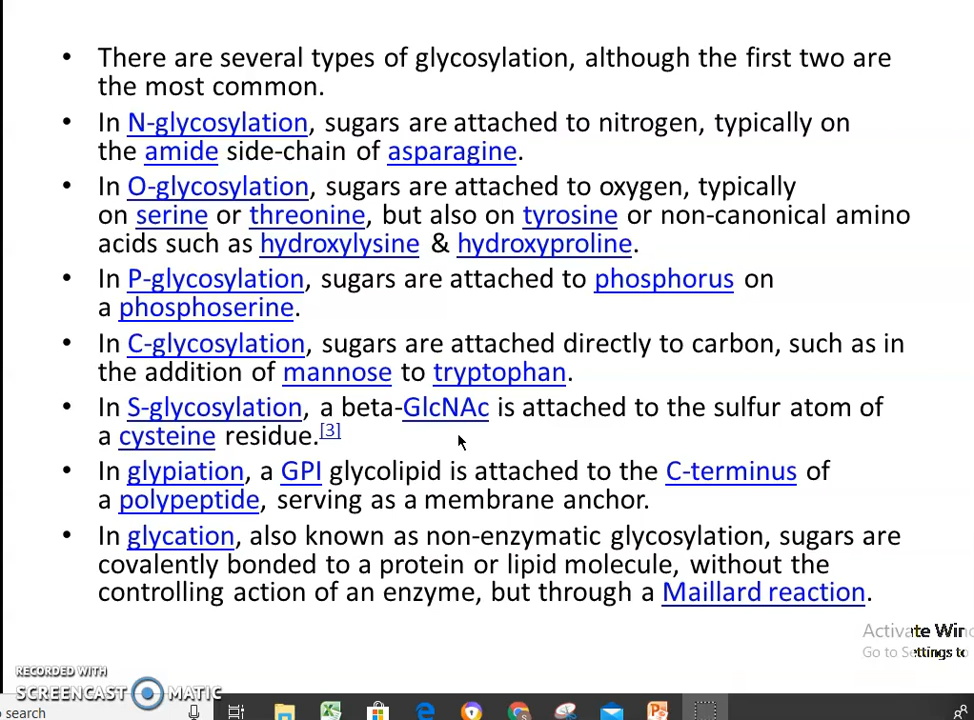 • There are several types of glycosylation, although the first two are
the most common.
• In N-glycosylation, sugars are attached to nitrogen, typically on
the amide side-chain of asparagine.
• In O-glycosylation, sugars are attached to oxygen, typically
on serine or threonine, but also on tyrosine or non-canonical amino
acids such as hydroxylysine & hydroxyproline.
• In P-glycosylation, sugars are attached to phosphorus on
a phosphoserine.
• In C-glycosylation, sugars are attached directly to carbon, such as in
the addition of mannose to tryptophan.
• In S-glycosylation, a beta-GlcNAc is attached to the sulfur atom of
a cysteine residue.[3]
• In glypiation, a GPI glycolipid is attached to the C-terminus of
a polypeptide, serving as a membrane anchor.
• In glycation, also known as non-enzymatic glycosylation, sugars are
covalently bonded to a protein or lipid molecule, without the
controlling action of an enzyme, but through a Maillard reaction.
Activate Win
Go to Settings to
RECORDED WITH
SCREENCAST MATIC
search